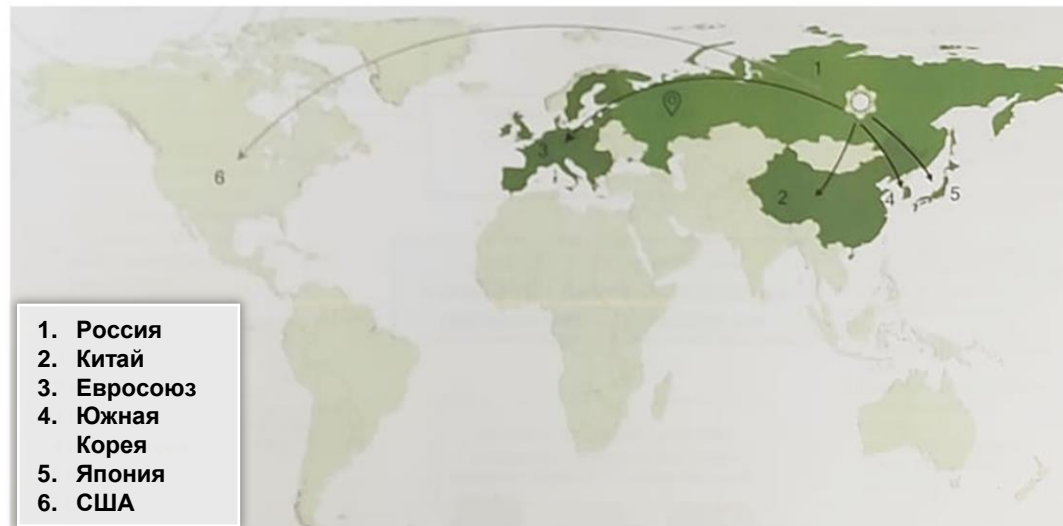 1
2
3
4
5
6
1. Россия
2. Китай
3. Евросоюз
4. Южная
Корея
5. Япония
6. США